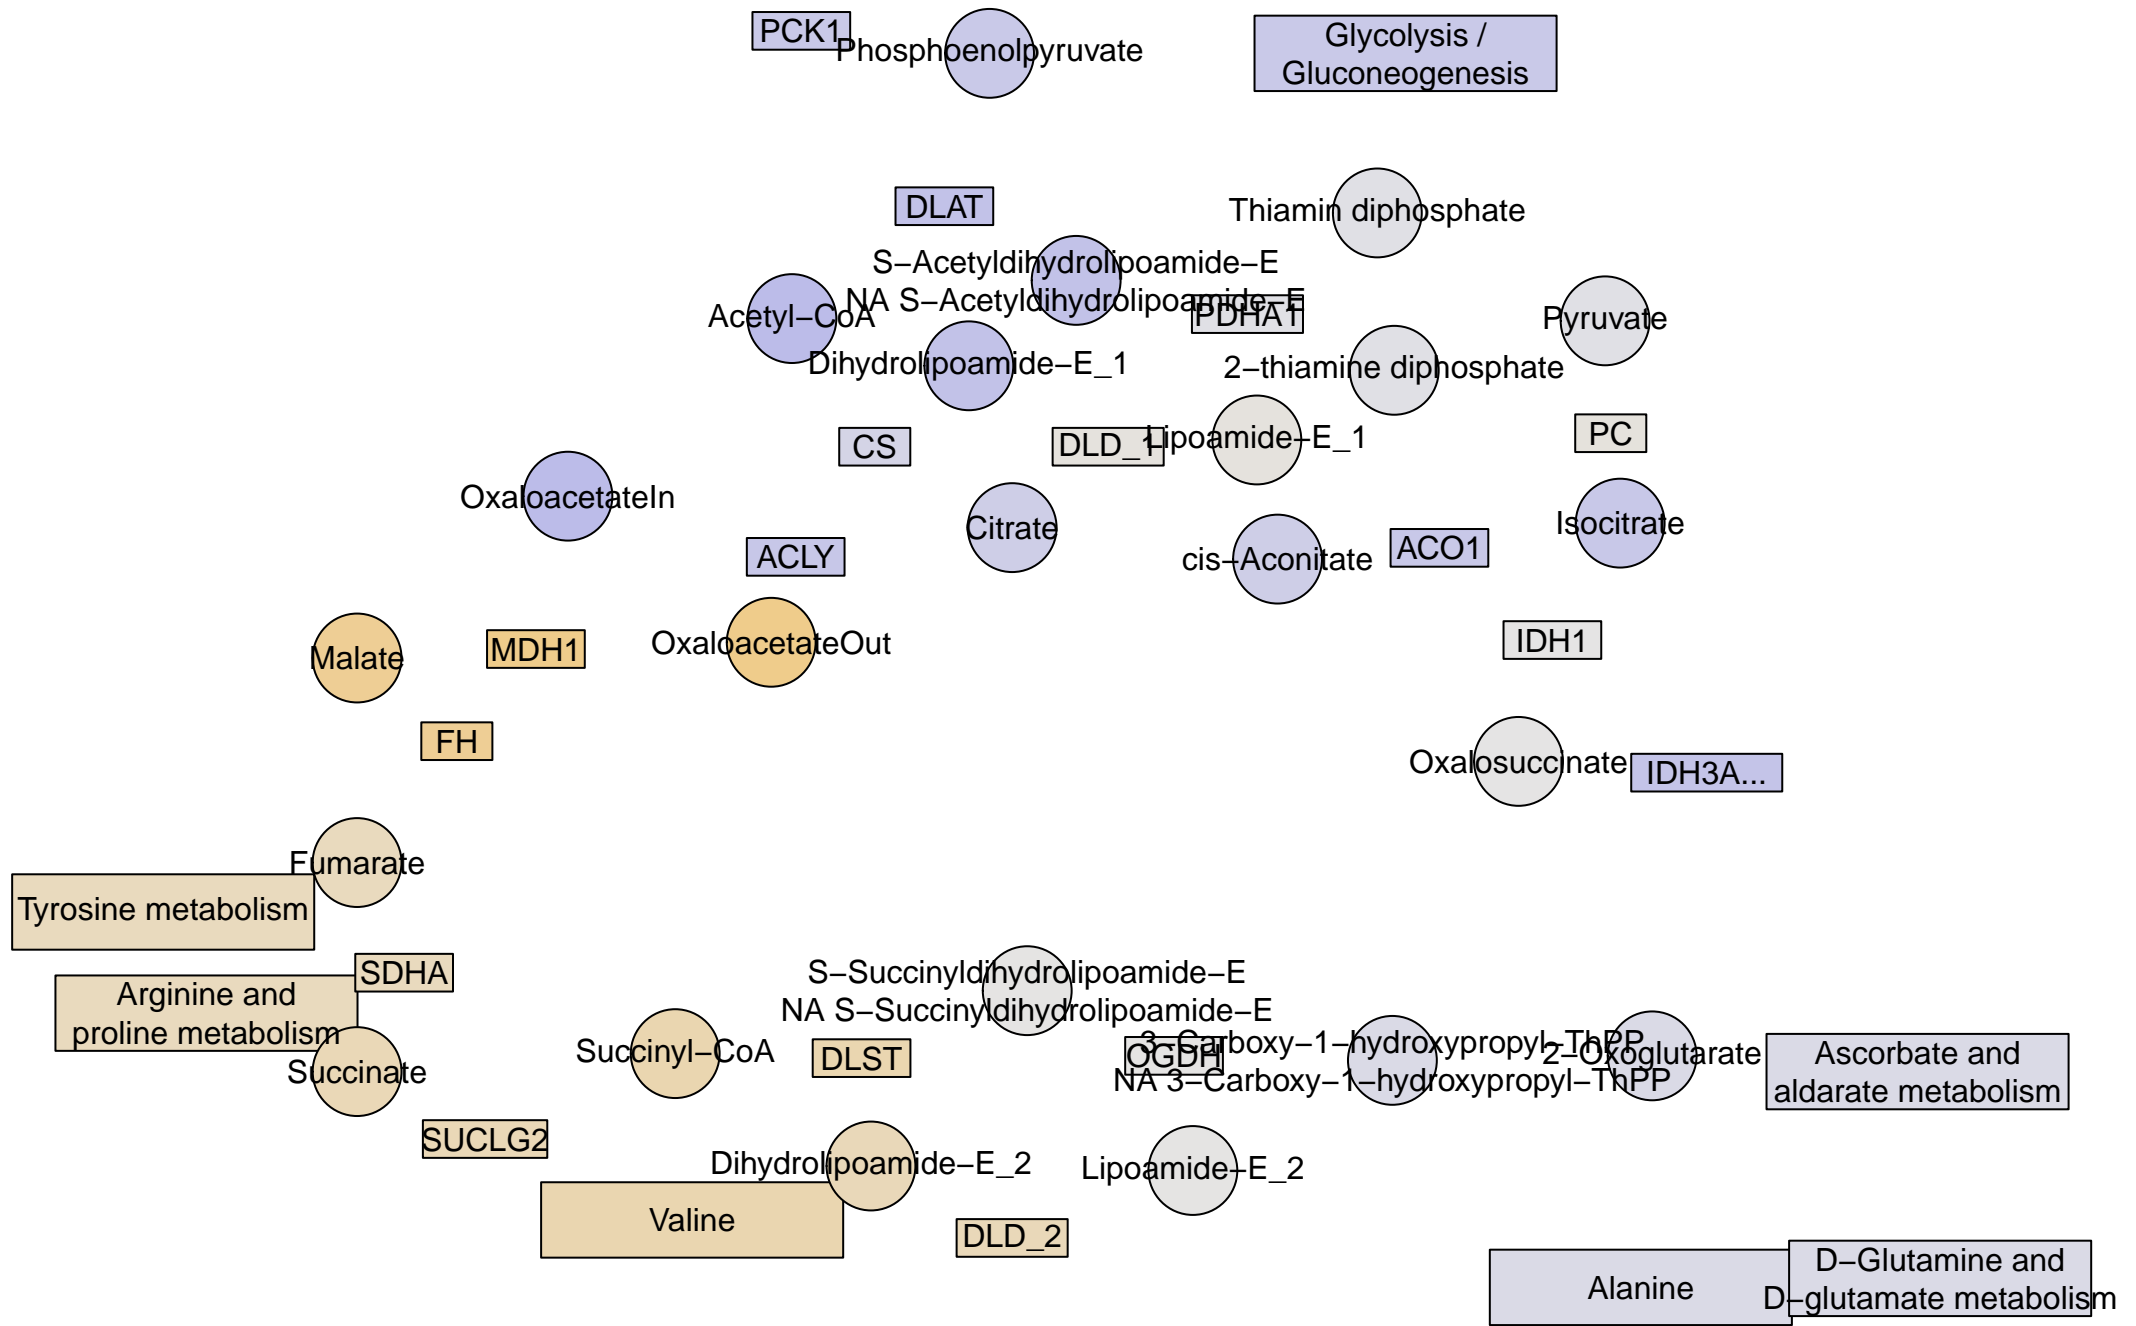 PCK1
Phosphoenolpyruvate
Glycolysis /
Gluconeogenesis
DLAT
Thiamin diphosphate
S−Acetyldihydrolipoamide−E
NA S−Acetyldihydrolipoamide−E
Acetyl−CoA
PDHA1
Pyruvate
Dihydrolipoamide−E_1
2−thiamine diphosphate
CS
DLD_1
Lipoamide−E_1
PC
OxaloacetateIn
Citrate
Isocitrate
ACLY
cis−Aconitate
ACO1
Malate
MDH1
OxaloacetateOut
IDH1
FH
Oxalosuccinate
IDH3A...
Fumarate
Tyrosine metabolism
SDHA
Arginine and
proline metabolism
Succinate
S−Succinyldihydrolipoamide−E
NA S−Succinyldihydrolipoamide−E
Succinyl−CoA
DLST
OGDH
3−Carboxy−1−hydroxypropyl−ThPP
NA 3−Carboxy−1−hydroxypropyl−ThPP
2−Oxoglutarate
Ascorbate and
aldarate metabolism
SUCLG2
Dihydrolipoamide−E_2
Lipoamide−E_2
Valine
DLD_2
Alanine
D−Glutamine and
D−glutamate metabolism